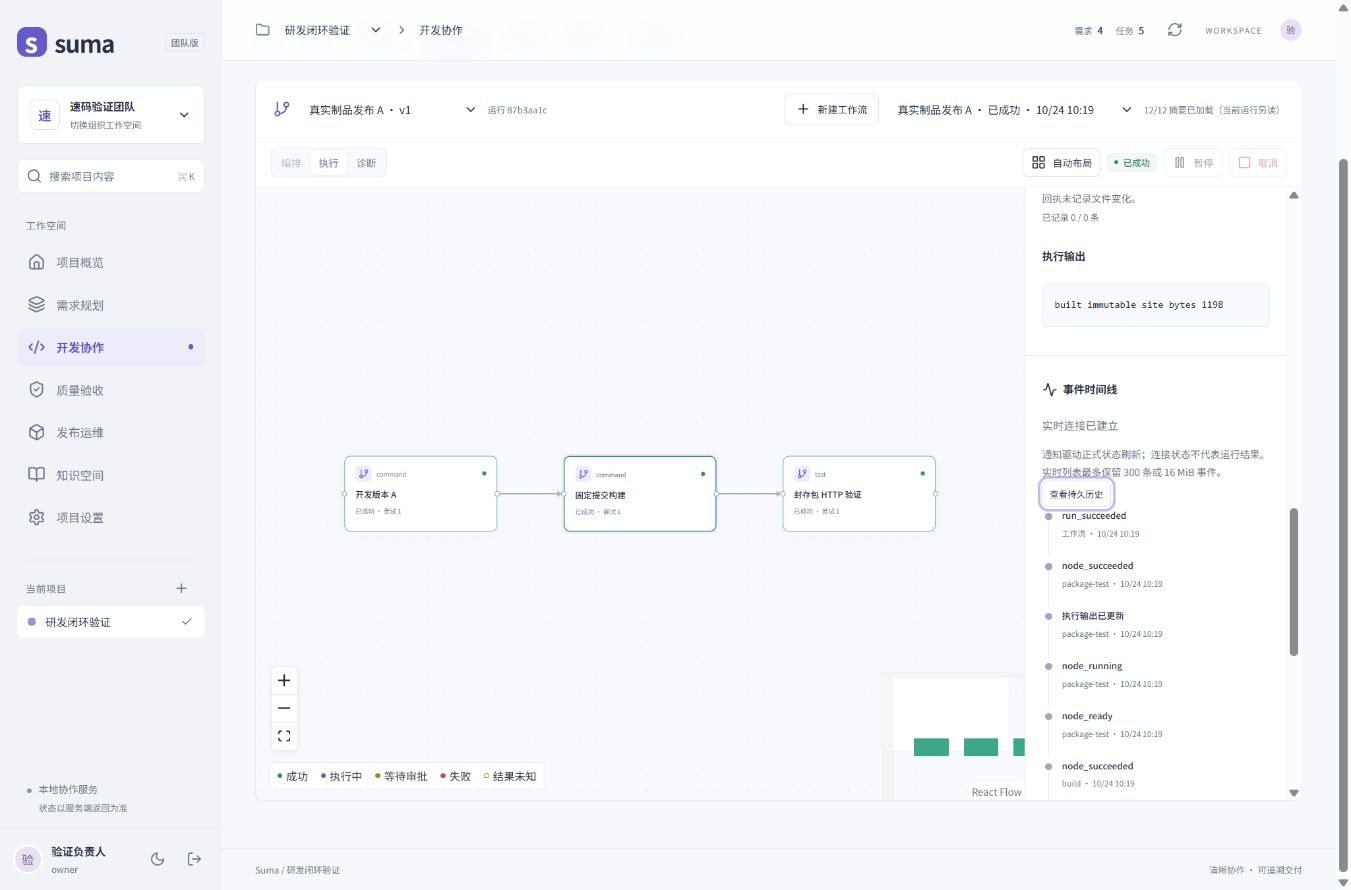 suma
团队版
速
速码验证团队
切换组织工作空间
搜索项目内容
⌘ K
工作空间
项目概览
需求规划
开发协作
质量验收
发布运维
知识空间
项目设置
当前项目
研发闭环验证
本地协作服务
状态以服务端返回为准
验
验证负责人
owner
研发闭环验证
开发协作
需求 4 任务 5
WORKSPACE
验
真实制品发布 A · v1
运行 87b3aa1c
新建工作流
真实制品发布 A · 已成功 · 10/24 10:19
12/12 摘要已加载（当前运行另读）
编排 执行 诊断
自动布局
已成功
暂停
取消
command
开发版本 A
已成功 · 尝试 1
command
固定提交构建
已成功 · 尝试 1
test
封存包 HTTP 验证
已成功 · 尝试 1
成功 执行中 等待审批 失败 结果未知
React Flow
回执未记录文件变化。
已记录 0 / 0 条
执行输出
built immutable site bytes 1198
事件时间线
实时连接已建立
通知驱动正式状态刷新；连接状态不代表运行结果。
实时列表最多保留 300 条或 16 MiB 事件。
查看持久历史
run_succeeded
工作流 · 10/24 10:19
node_succeeded
package-test · 10/24 10:19
执行输出已更新
package-test · 10/24 10:19
node_running
package-test · 10/24 10:19
node_ready
package-test · 10/24 10:19
node_succeeded
build · 10/24 10:19
Suma / 研发闭环验证
清晰协作 · 可追溯交付